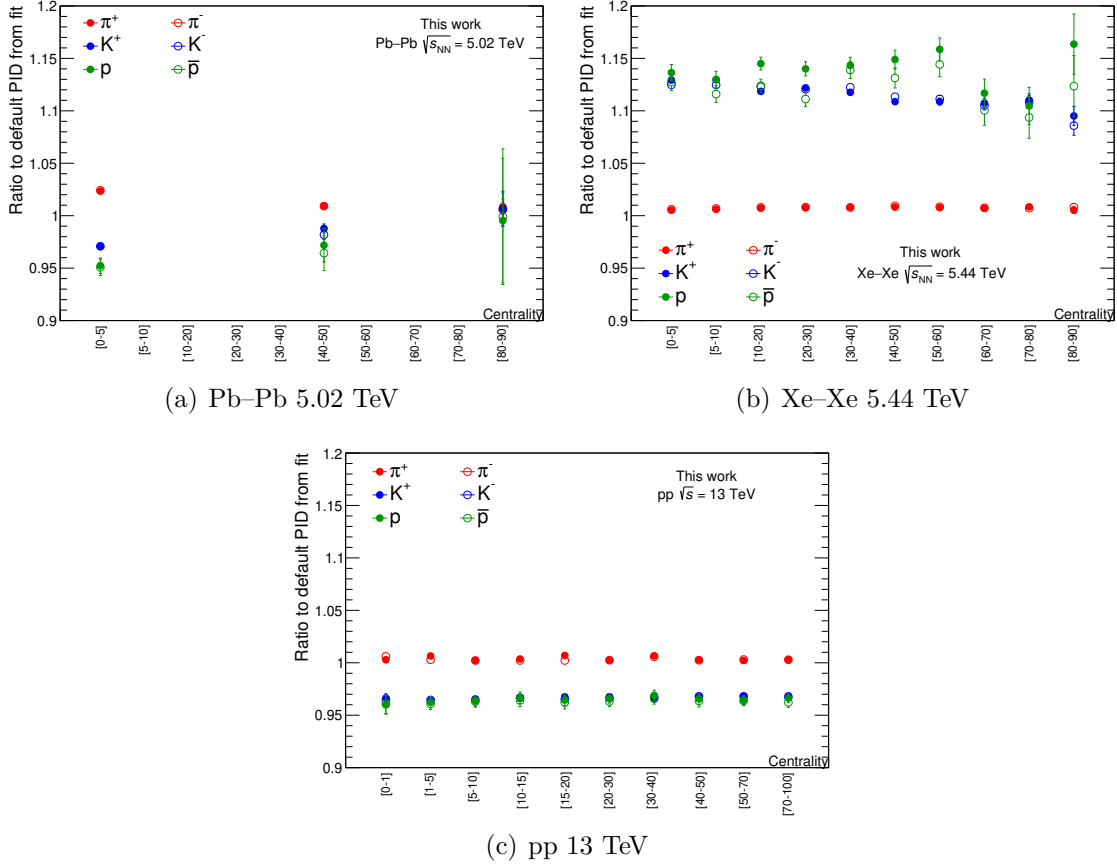 Ratio to default PID from fit
1.2
1.15
1.1
1.05
1
0.95
0.9
π+ π-
K+ K-
p p̅
This work
Pb–Pb √sNN = 5.02 TeV
Centrality
[0-5] [5-10] [10-20] [20-30] [30-40] [40-50] [50-60] [60-70] [70-80] [80-90]
(a) Pb–Pb 5.02 TeV
Ratio to default PID from fit
1.2
1.15
1.1
1.05
1
0.95
0.9
π+ π-
K+ K-
p p̅
This work
Xe–Xe √sNN = 5.44 TeV
Centrality
[0-5] [5-10] [10-20] [20-30] [30-40] [40-50] [50-60] [60-70] [70-80] [80-90]
(b) Xe–Xe 5.44 TeV
Ratio to default PID from fit
1.2
1.15
1.1
1.05
1
0.95
0.9
π+ π-
K+ K-
p p̅
This work
pp √s = 13 TeV
Centrality
[0-1] [1-5] [5-10] [10-15] [15-20] [20-30] [30-40] [40-50] [50-70] [70-100]
(c) pp 13 TeV